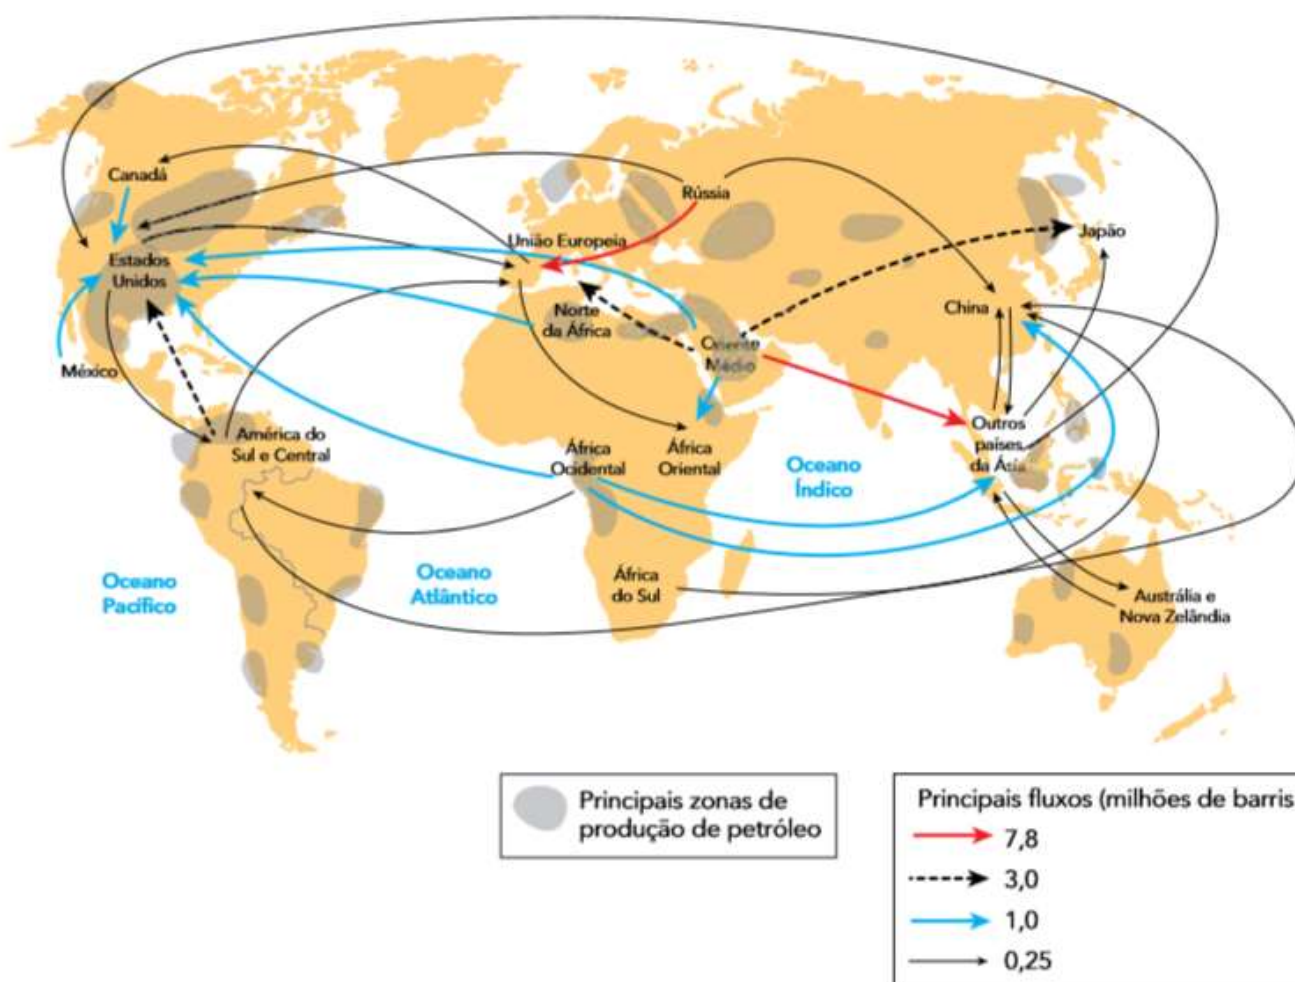 Canadá
Rússia
União Europeia
Japão
Estados
Unidos
Norte
da África
China
Oriente
Médio
México
América do
Sul e Central
África
Ocidental
África
Oriental
Outros
países
da Ásia
Oceano
Índico
Oceano
Pacífico
Oceano
Atlântico
África
do Sul
Austrália e
Nova Zelândia
Principais zonas de
produção de petróleo
Principais fluxos (milhões de barris
7,8
3,0
1,0
0,25